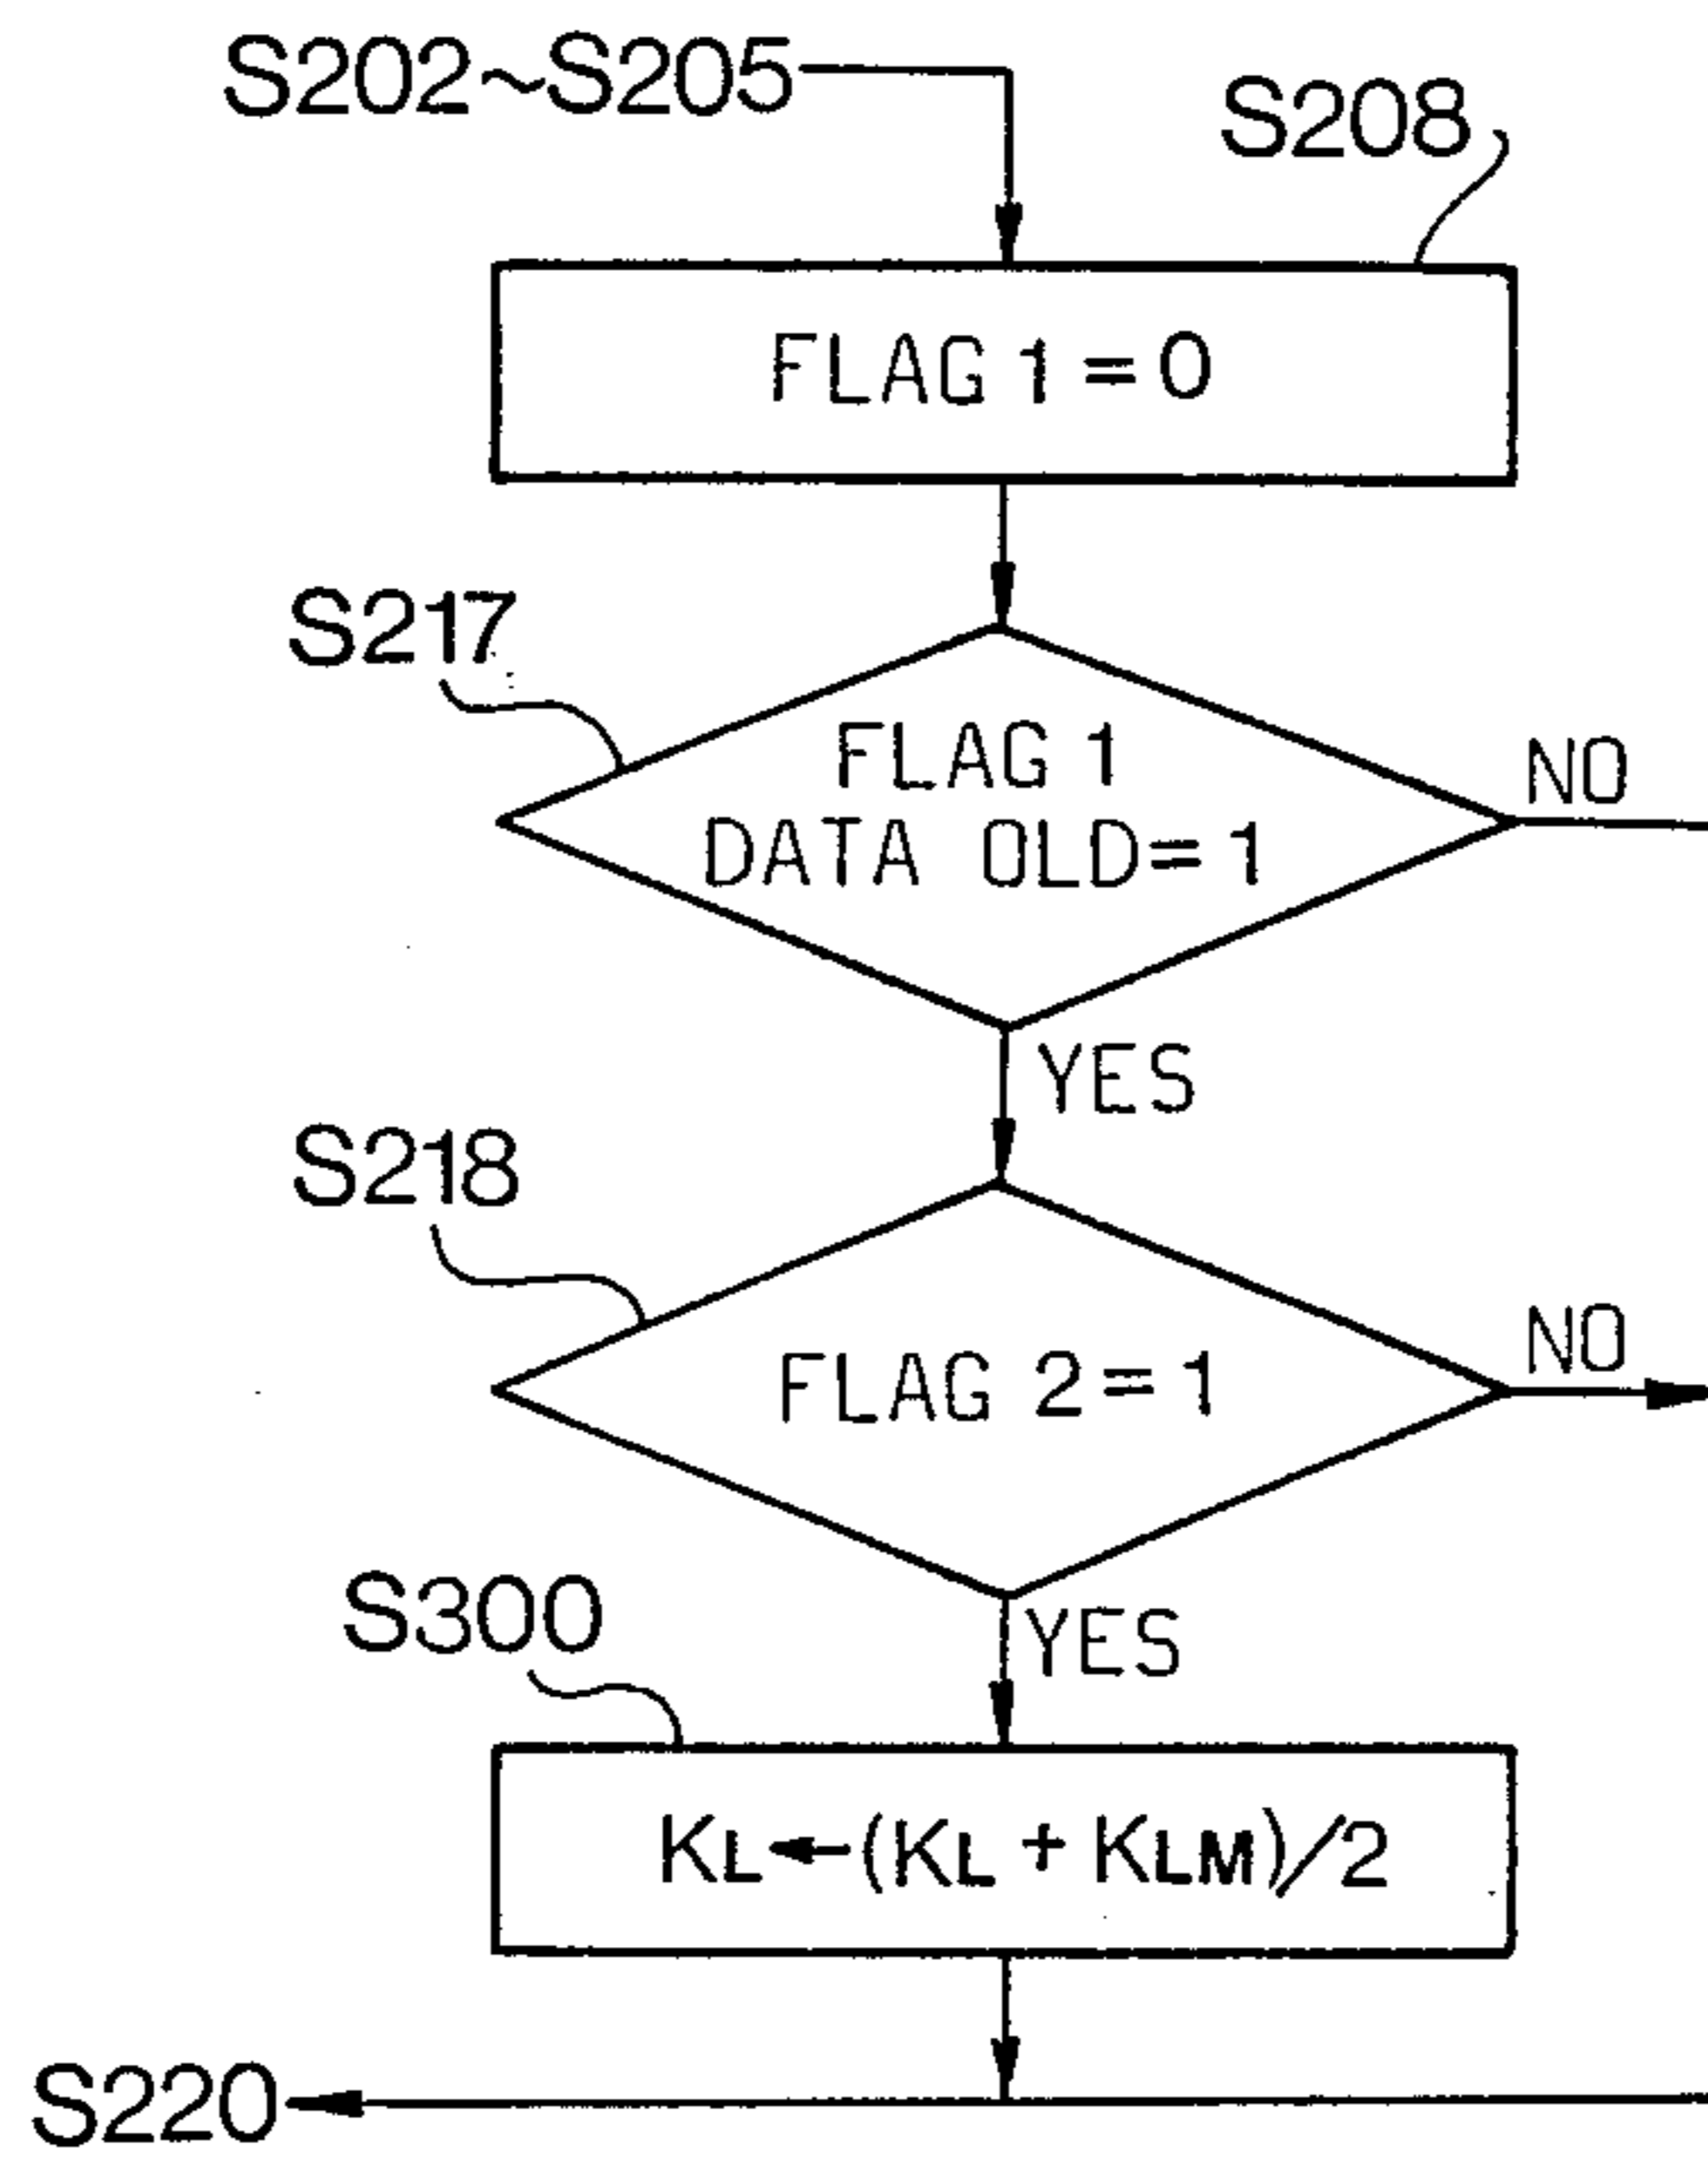 S202~S205
S208
FLAG 1 = 0
S217
FLAG 1
DATA OLD = 1
NO
YES
S218
FLAG 2 = 1
NO
YES
S300
KL←(KL + KLM)/2
S220